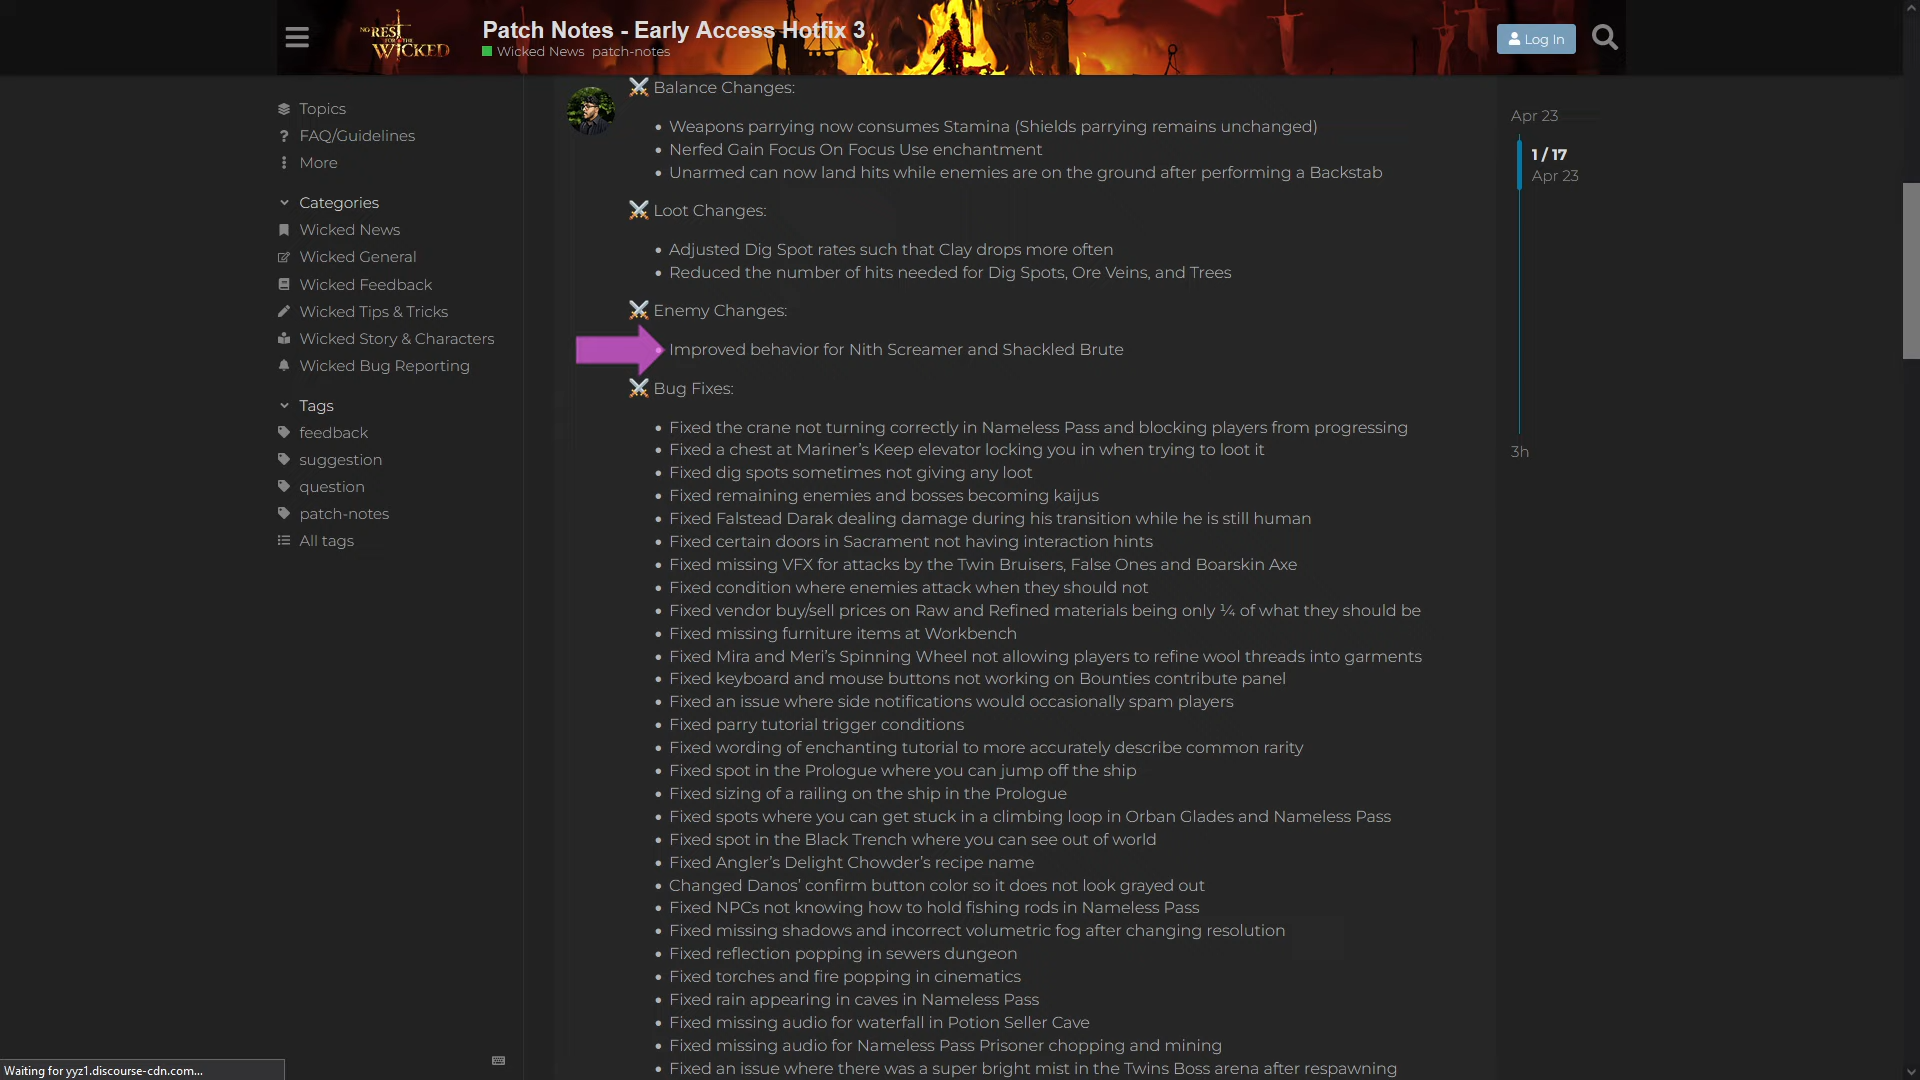 NO REST FOR THE WICKED
Patch Notes - Early Access Hotfix 3
Wicked News patch-notes
Log In
Topics
FAQ/Guidelines
More
Categories
Wicked News
Wicked General
Wicked Feedback
Wicked Tips & Tricks
Wicked Story & Characters
Wicked Bug Reporting
Tags
feedback
suggestion
question
patch-notes
All tags
Balance Changes:
Weapons parrying now consumes Stamina (Shields parrying remains unchanged)
Nerfed Gain Focus On Focus Use enchantment
Unarmed can now land hits while enemies are on the ground after performing a Backstab
Loot Changes:
Adjusted Dig Spot rates such that Clay drops more often
Reduced the number of hits needed for Dig Spots, Ore Veins, and Trees
Enemy Changes:
Improved behavior for Nith Screamer and Shackled Brute
Bug Fixes:
Fixed the crane not turning correctly in Nameless Pass and blocking players from progressing
Fixed a chest at Mariner's Keep elevator locking you in when trying to loot it
Fixed dig spots sometimes not giving any loot
Fixed remaining enemies and bosses becoming kaijus
Fixed Falstead Darak dealing damage during his transition while he is still human
Fixed certain doors in Sacrament not having interaction hints
Fixed missing VFX for attacks by the Twin Bruisers, False Ones and Boarskin Axe
Fixed condition where enemies attack when they should not
Fixed vendor buy/sell prices on Raw and Refined materials being only ¼ of what they should be
Fixed missing furniture items at Workbench
Fixed Mira and Meri's Spinning Wheel not allowing players to refine wool threads into garments
Fixed keyboard and mouse buttons not working on Bounties contribute panel
Fixed an issue where side notifications would occasionally spam players
Fixed parry tutorial trigger conditions
Fixed wording of enchanting tutorial to more accurately describe common rarity
Fixed spot in the Prologue where you can jump off the ship
Fixed sizing of a railing on the ship in the Prologue
Fixed spots where you can get stuck in a climbing loop in Orban Glades and Nameless Pass
Fixed spot in the Black Trench where you can see out of world
Fixed Angler's Delight Chowder's recipe name
Changed Danos' confirm button color so it does not look grayed out
Fixed NPCs not knowing how to hold fishing rods in Nameless Pass
Fixed missing shadows and incorrect volumetric fog after changing resolution
Fixed reflection popping in sewers dungeon
Fixed torches and fire popping in cinematics
Fixed rain appearing in caves in Nameless Pass
Fixed missing audio for waterfall in Potion Seller Cave
Fixed missing audio for Nameless Pass Prisoner chopping and mining
Fixed an issue where there was a super bright mist in the Twins Boss arena after respawning
Apr 23
1 / 17
Apr 23
3h
Waiting for yyz1.discourse-cdn.com...